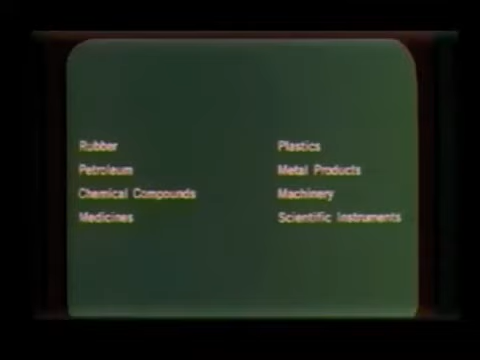 Rubber
Petroleum
Chemical Compounds
Medicines
Plastics
Metal Products
Machinery
Scientific Instruments